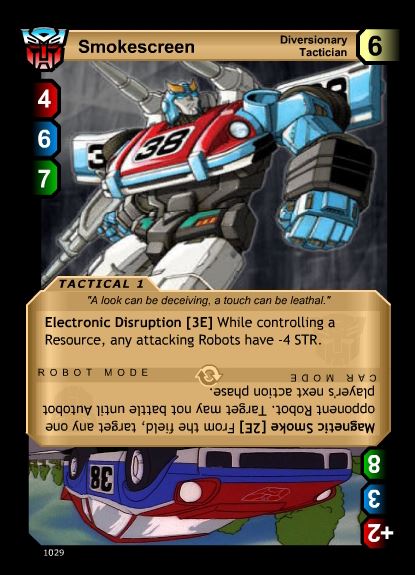 Smokescreen
Diversionary
Tactician
6
4
6
7
38
3
8
TACTICAL 1
"A look can be deceiving, a touch can be leathal."
Electronic Disruption [3E] While controlling a
Resource, any attacking Robots have -4 STR.
ROBOT MODE
CAR MODE
Magnetic Smoke [2E] From the field, target any one
opponent Robot. Target may not battle until Autobot
player's next action phase.
+2
3
8
38
1029